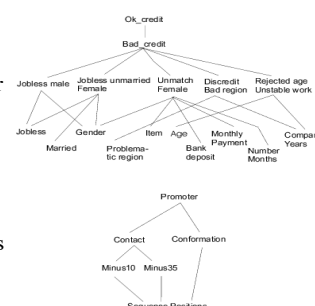 Ok_credit
Bad_credit
Jobless male
Jobless unmarried
Female
Unmatch
Female
Discredit
Bad region
Rejected age
Unstable work
Jobless
Married
Gender
Problema-
tic region
Item
Age
Bank
deposit
Monthly
Payment
Number
Months
Years
Promoter
Contact
Conformation
Minus10
Minus35